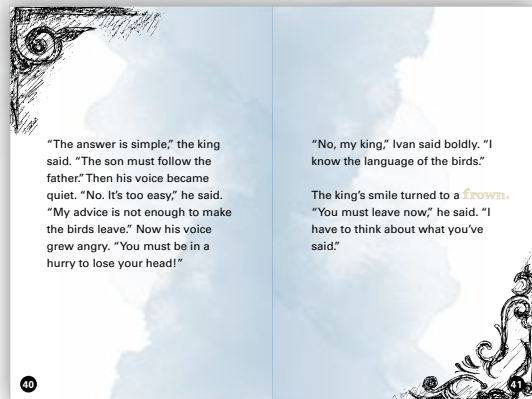 “The answer is simple,” the king
said. “The son must follow the
father.” Then his voice became
quiet. “No. It’s too easy,” he said.
“My advice is not enough to make
the birds leave.” Now his voice
grew angry. “You must be in a
hurry to lose your head!”
40
“No, my king,” Ivan said boldly. “I
know the language of the birds.”
The king’s smile turned to a frown.
“You must leave now,” he said. “I
have to think about what you’ve
said.”
41